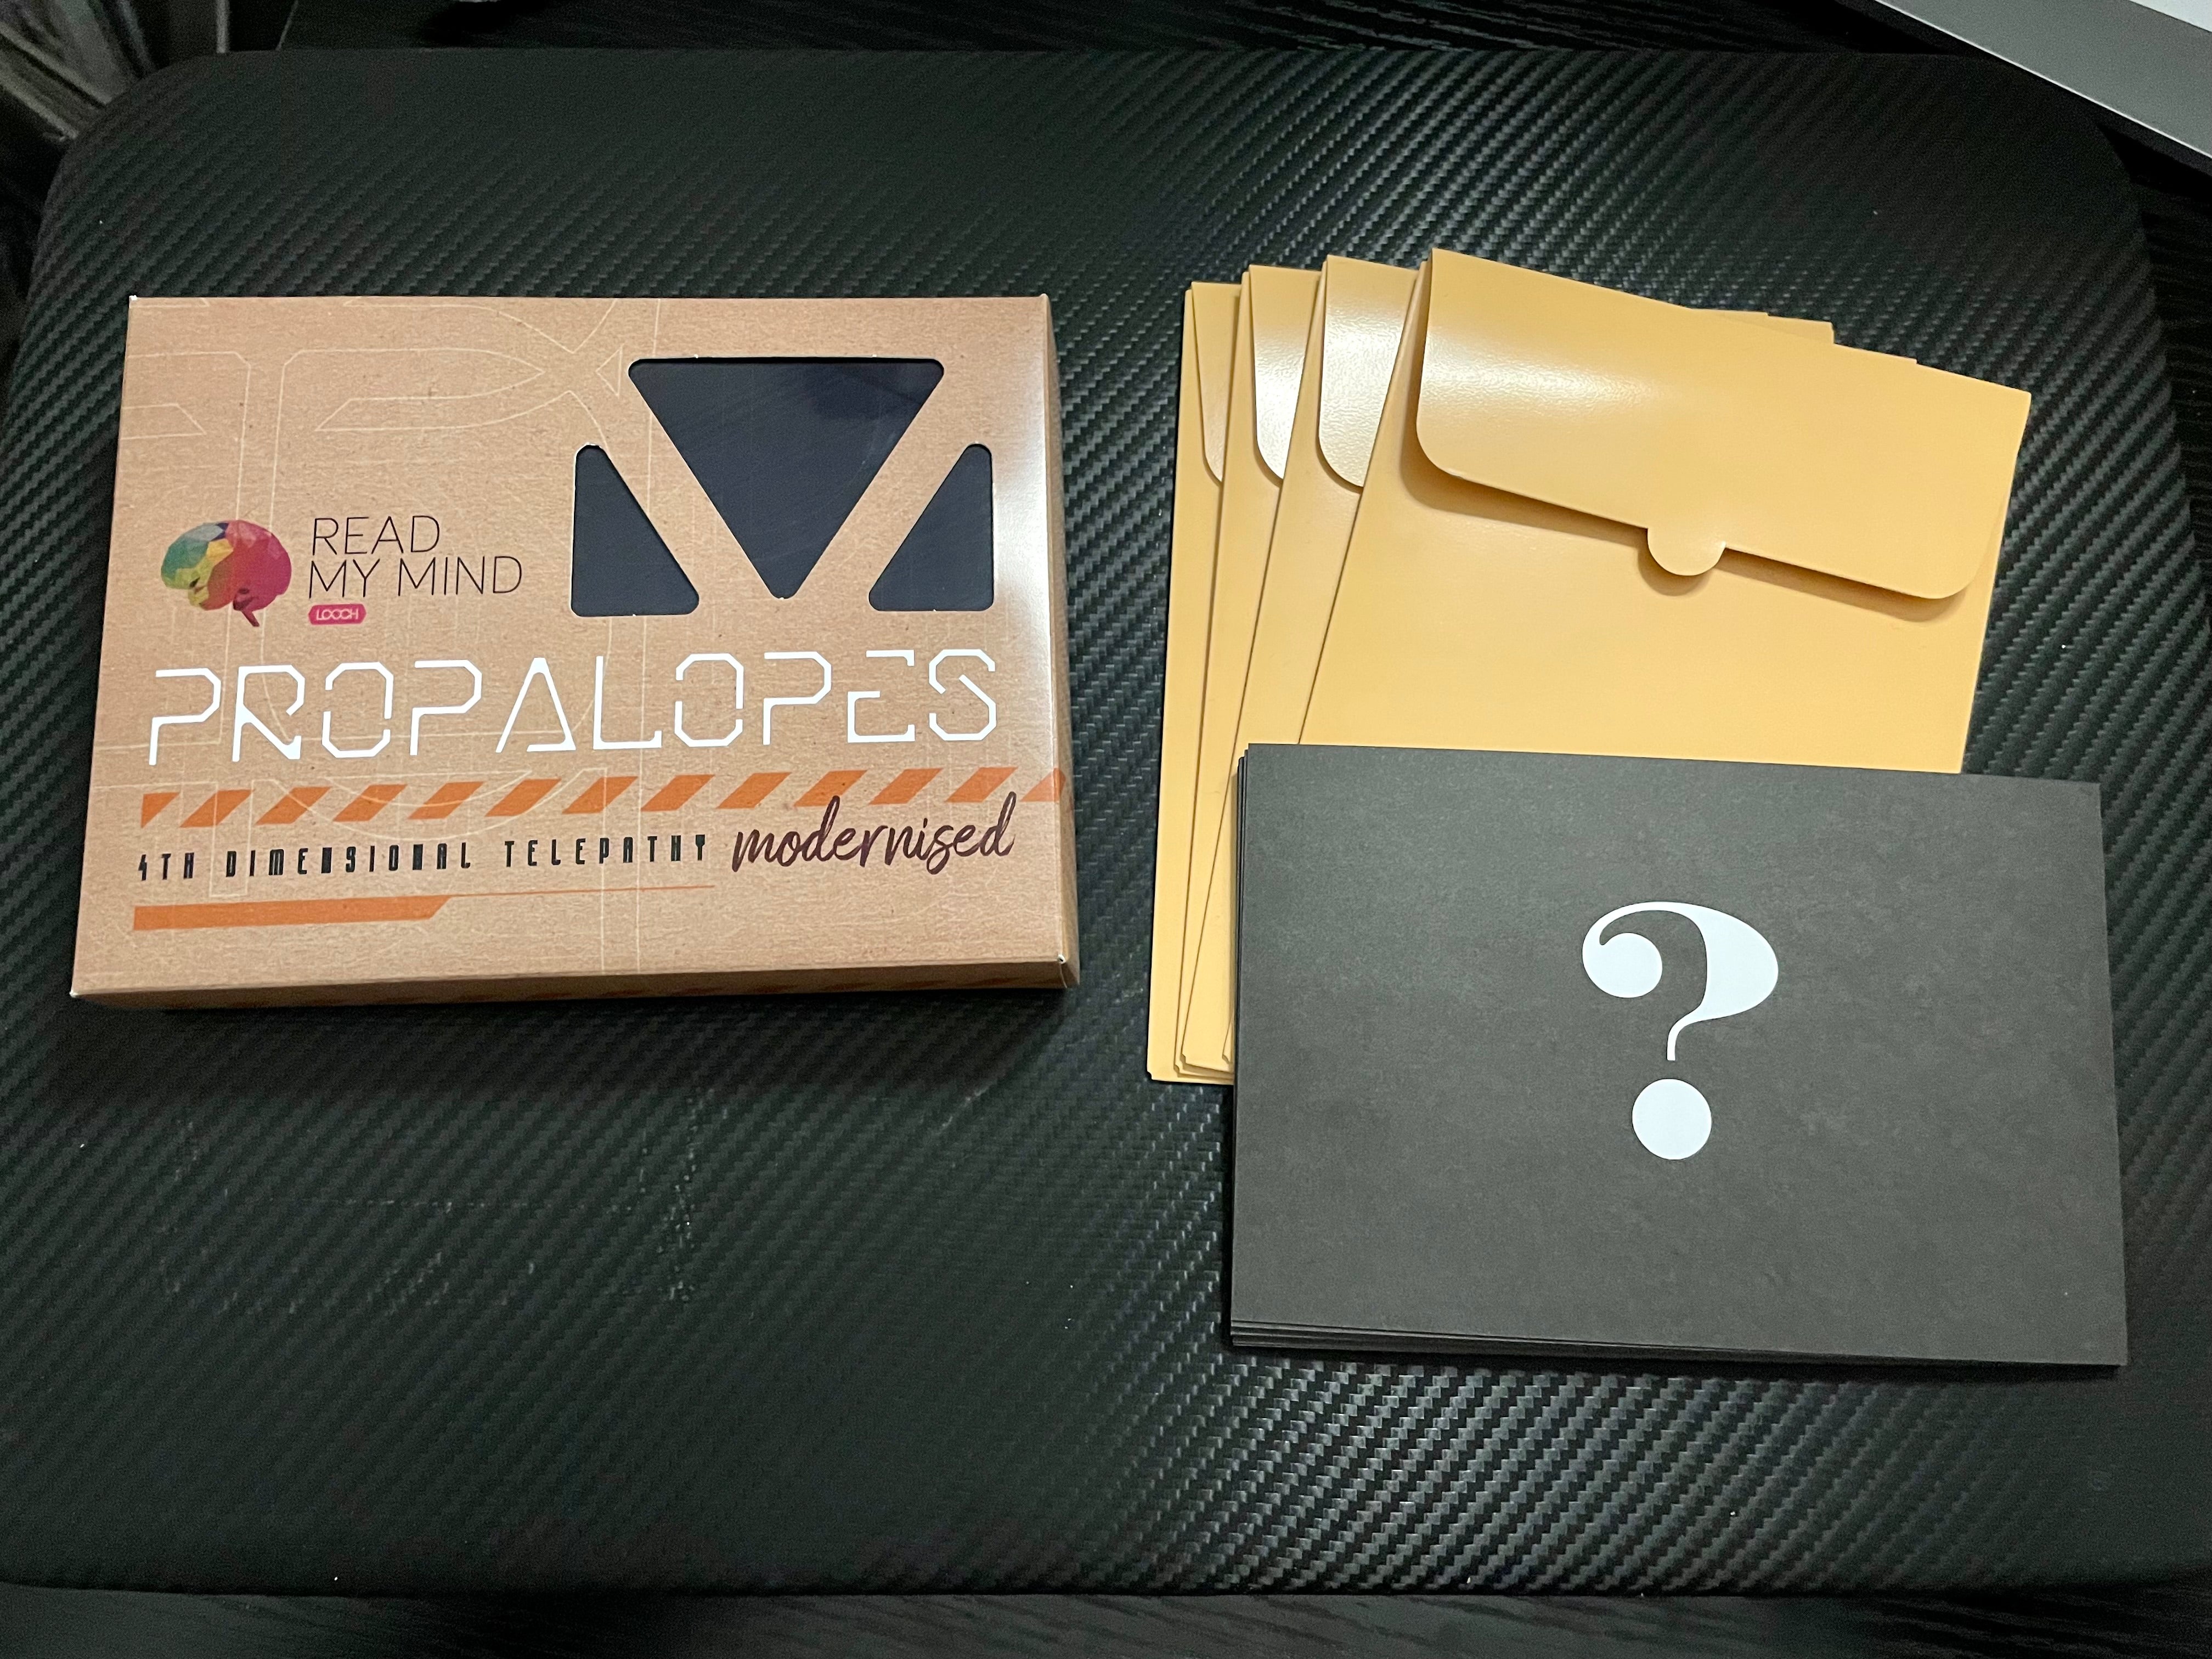 READ
MY MIND
LOOCH
PROPALOPES
4TH DIMENSIONAL TELEPATHY modernised
?